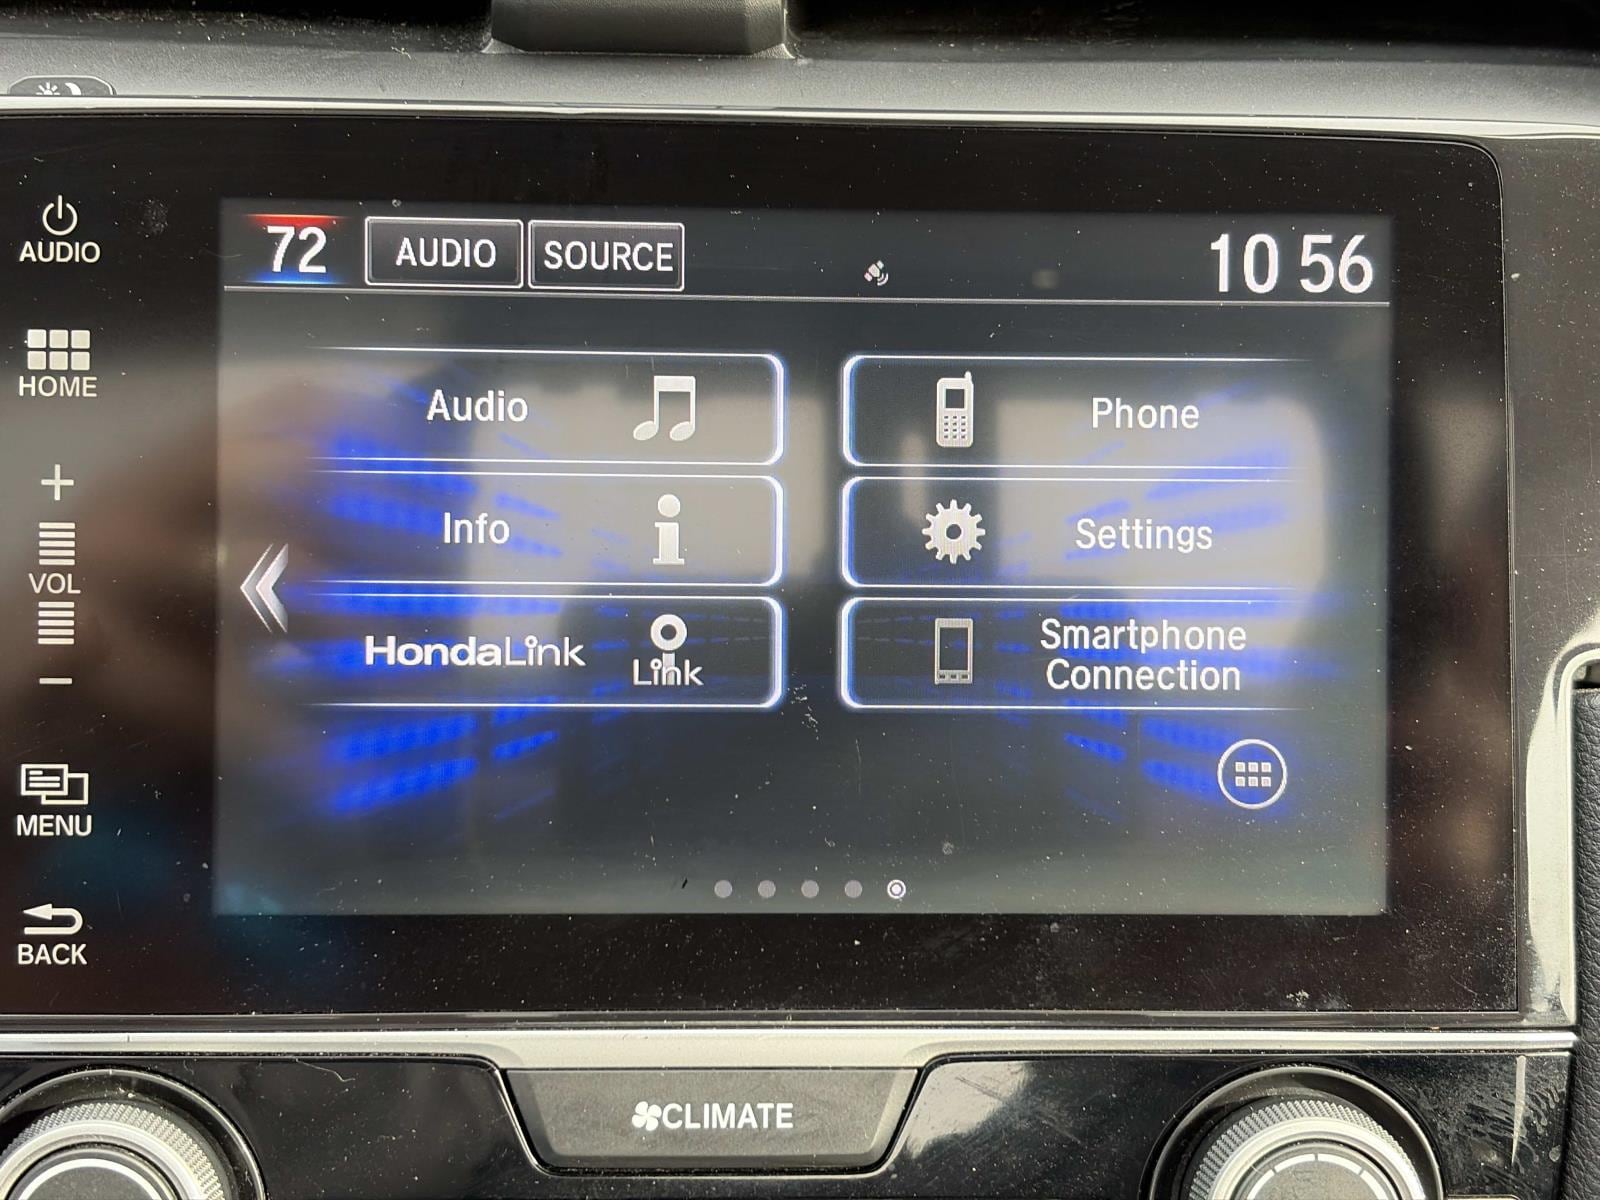 AUDIO
HOME
+
VOL
−
MENU
BACK
72
AUDIO
SOURCE
10 56
Audio
Phone
Info
Settings
HondaLink
Link
Smartphone
Connection
CLIMATE